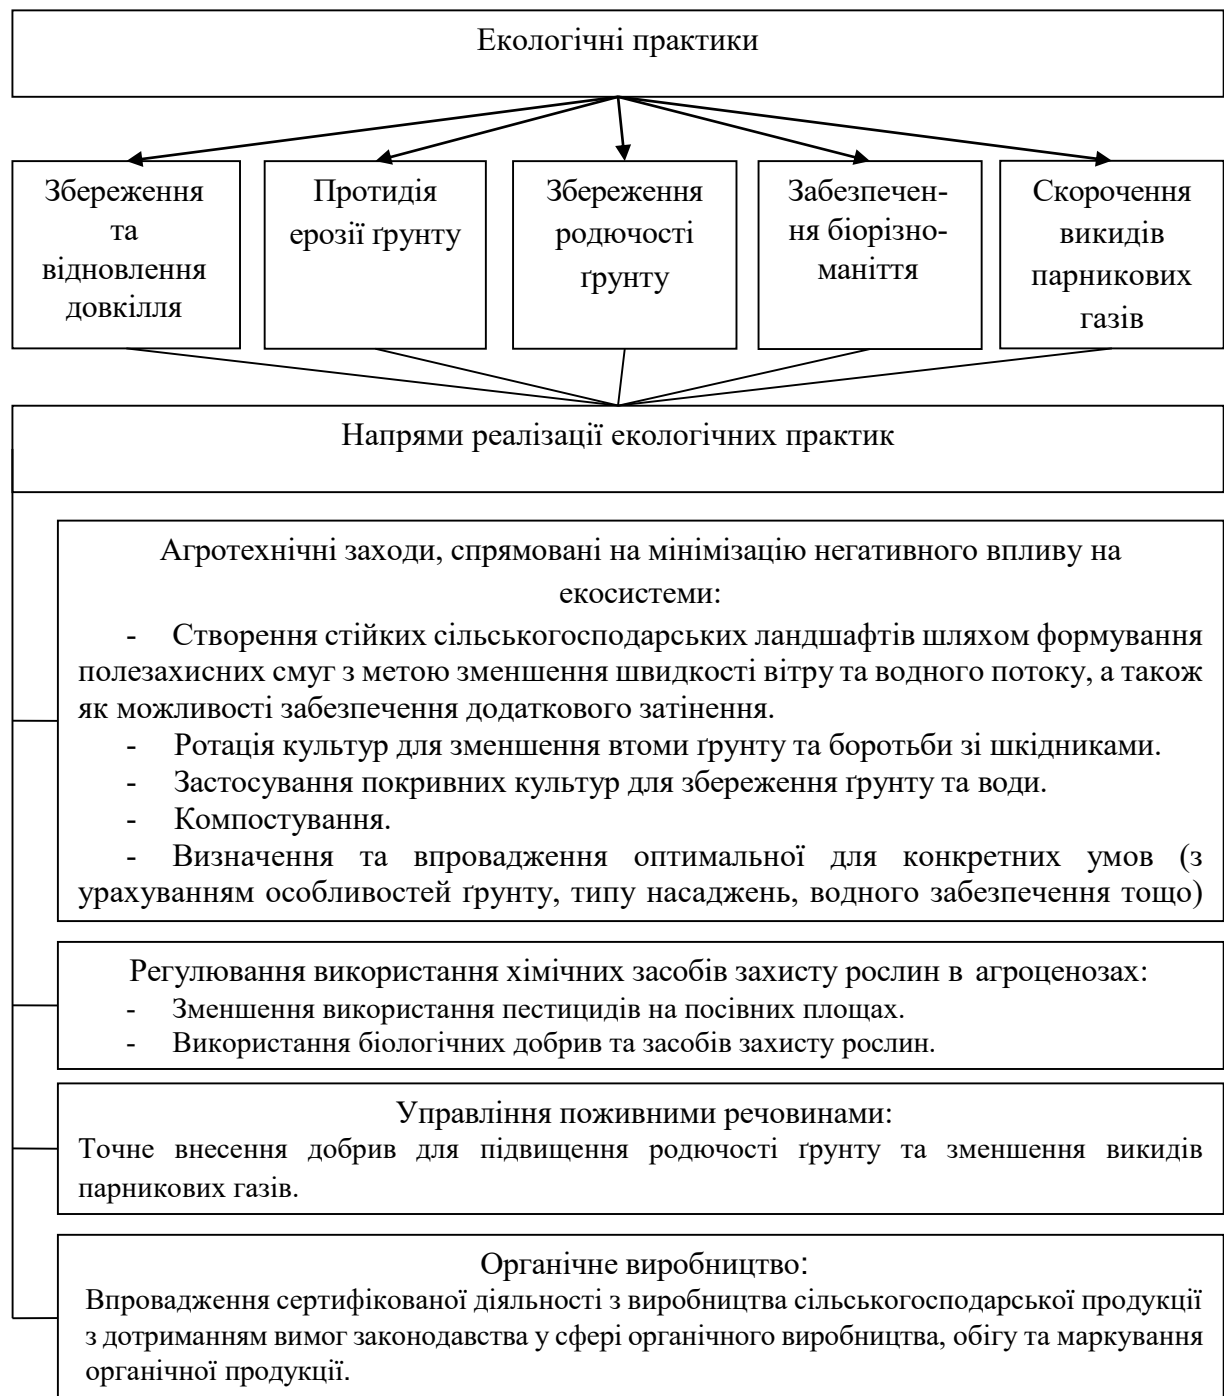 Екологічні практики
Збереження
та
відновлення
довкілля
Протидія
ерозії ґрунту
Збереження
родючості
ґрунту
Забезпечен-
ня біорізно-
маніття
Скорочення
викидів
парникових
газів
Напрями реалізації екологічних практик
Агротехнічні заходи, спрямовані на мінімізацію негативного впливу на
екосистеми:
- Створення стійких сільськогосподарських ландшафтів шляхом формування
полезахисних смуг з метою зменшення швидкості вітру та водного потоку, а також
як можливості забезпечення додаткового затінення.
- Ротація культур для зменшення втоми ґрунту та боротьби зі шкідниками.
- Застосування покривних культур для збереження ґрунту та води.
- Компостування.
- Визначення та впровадження оптимальної для конкретних умов (з
урахуванням особливостей ґрунту, типу насаджень, водного забезпечення тощо)
Регулювання використання хімічних засобів захисту рослин в агроценозах:
- Зменшення використання пестицидів на посівних площах.
- Використання біологічних добрив та засобів захисту рослин.
Управління поживними речовинами:
Точне внесення добрив для підвищення родючості ґрунту та зменшення викидів
парникових газів.
Органічне виробництво:
Впровадження сертифікованої діяльності з виробництва сільськогосподарської продукції
з дотриманням вимог законодавства у сфері органічного виробництва, обігу та маркування
органічної продукції.